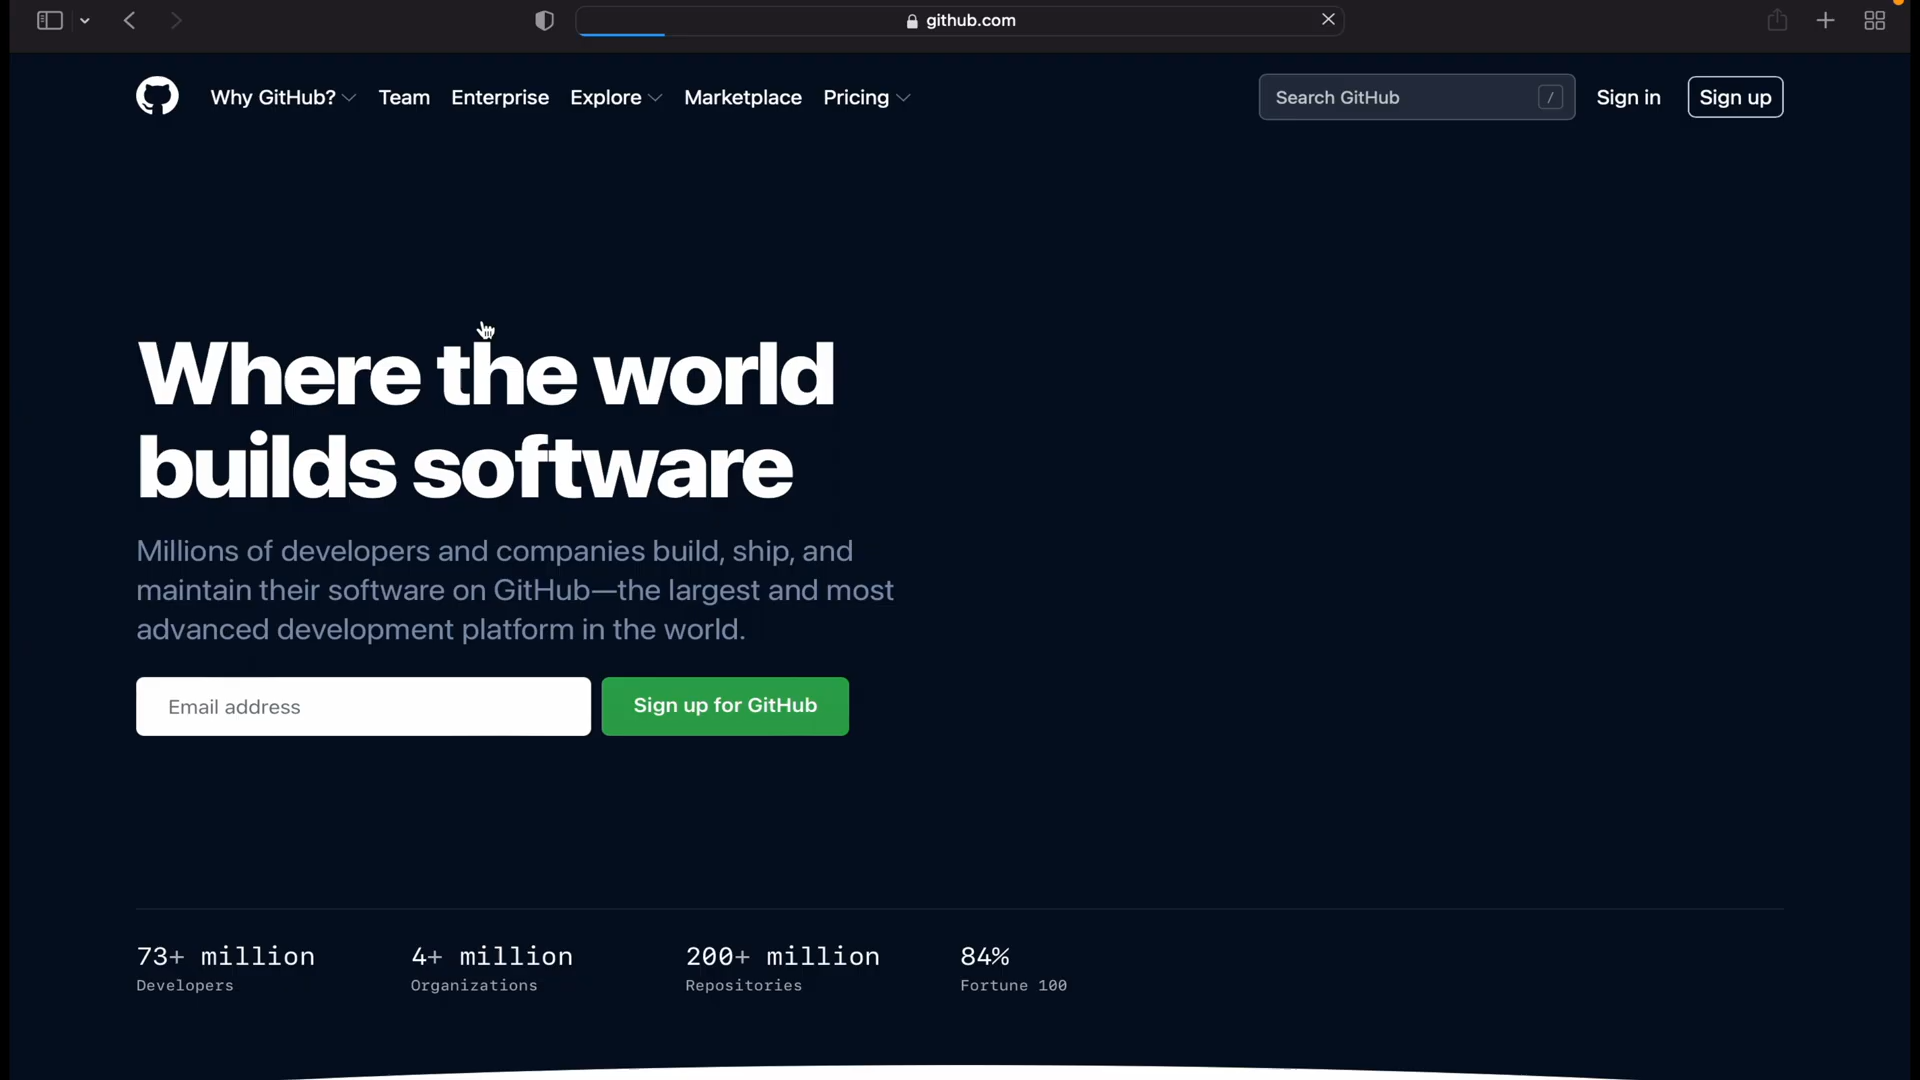 github.com
Why GitHub? Team Enterprise Explore Marketplace Pricing Search GitHub / Sign in Sign up
Where the world
builds software
Millions of developers and companies build, ship, and
maintain their software on GitHub—the largest and most
advanced development platform in the world.
Email address Sign up for GitHub
73+ million 4+ million 200+ million 84%
Developers Organizations Repositories Fortune 100